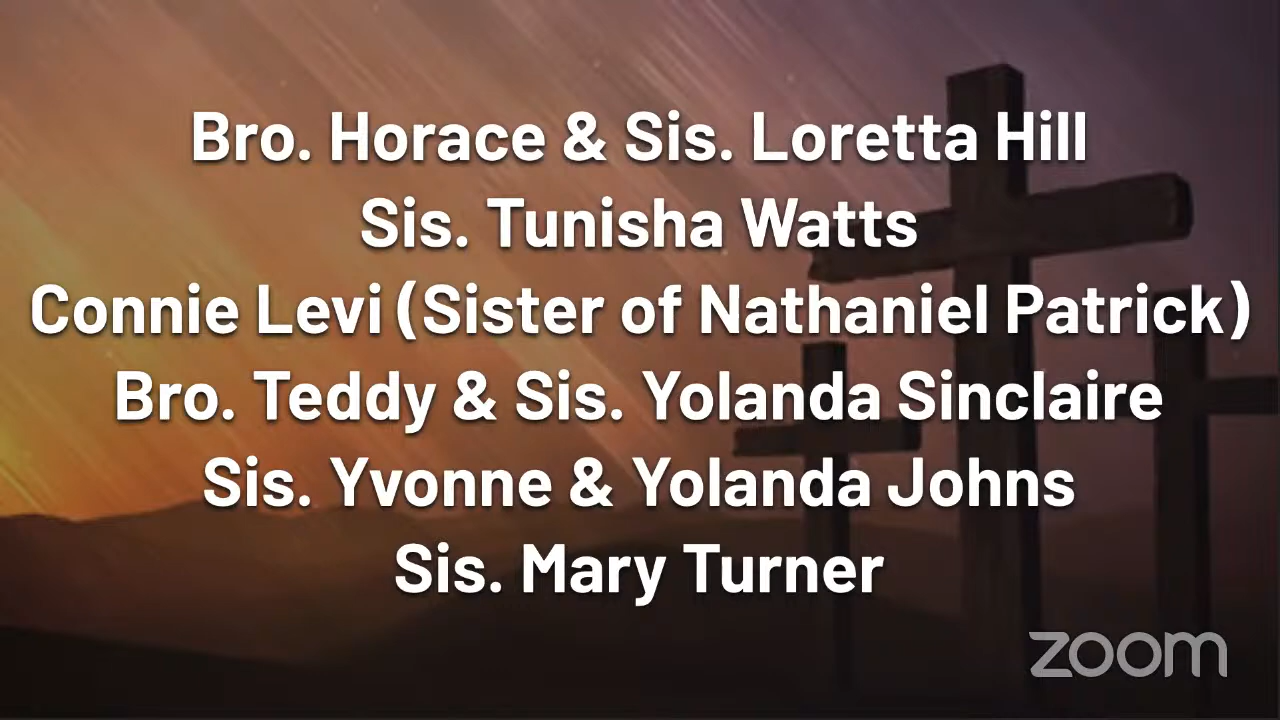 Bro. Horace & Sis. Loretta Hill
Sis. Tunisha Watts
Connie Levi (Sister of Nathaniel Patrick)
Bro. Teddy & Sis. Yolanda Sinclaire
Sis. Yvonne & Yolanda Johns
Sis. Mary Turner
zoom